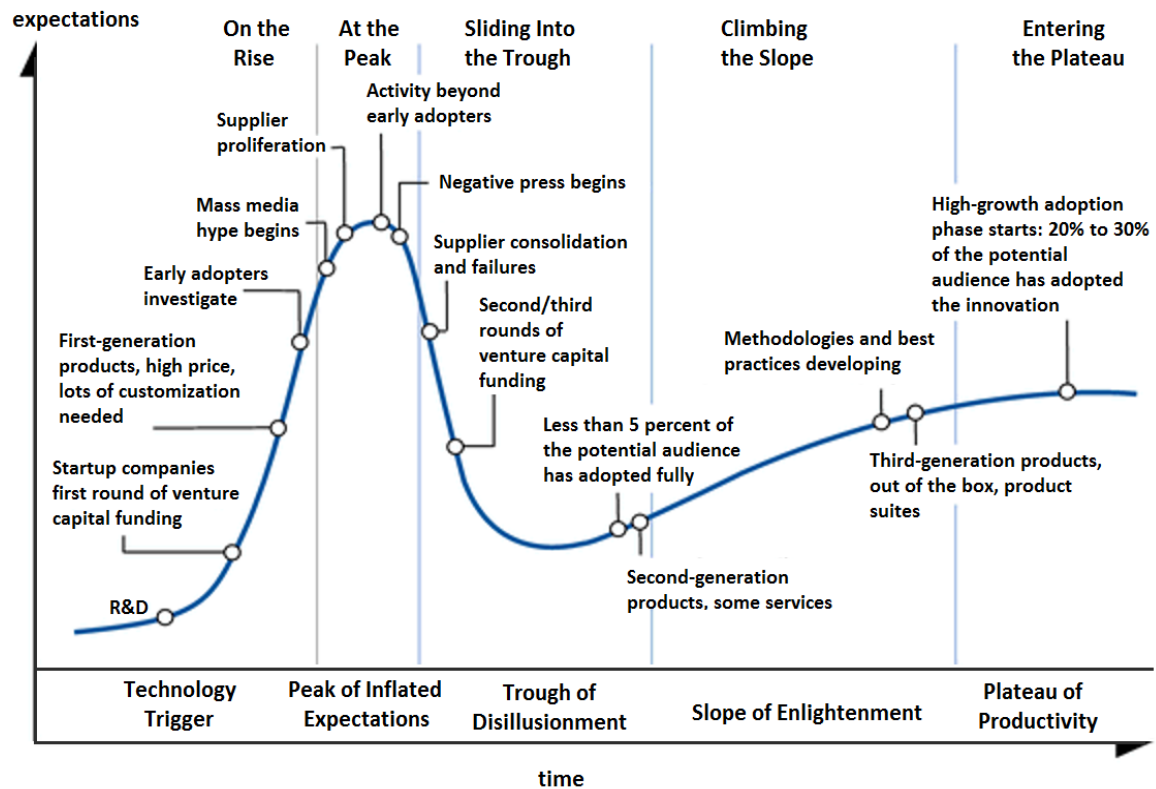 expectations
On the
Rise
At the
Peak
Sliding Into
the Trough
Climbing
the Slope
Entering
the Plateau
Activity beyond
early adopters
Supplier
proliferation
Negative press begins
Mass media
hype begins
High-growth adoption
phase starts: 20% to 30%
of the potential
audience has adopted
the innovation
Supplier consolidation
and failures
Early adopters
investigate
Second/third
rounds of
venture capital
funding
First-generation
products, high price,
lots of customization
needed
Methodologies and best
practices developing
Less than 5 percent of
the potential audience
has adopted fully
Startup companies
first round of venture
capital funding
Third-generation products,
out of the box, product
suites
Second-generation
products, some services
R&D
Technology
Trigger
Peak of Inflated
Expectations
Trough of
Disillusionment
Slope of Enlightenment
Plateau of
Productivity
time